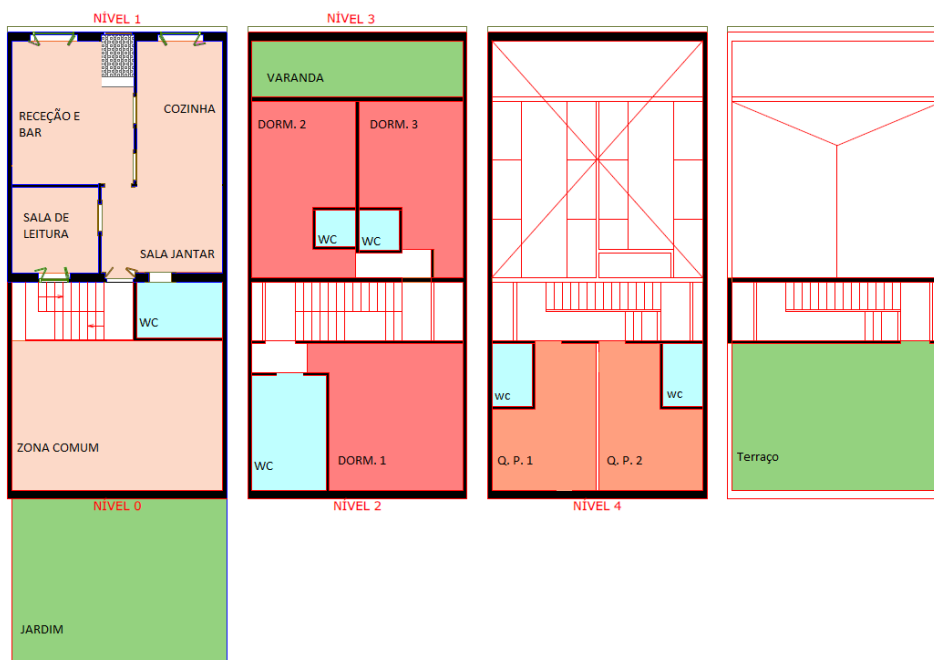 NÍVEL 1
RECEÇÃO E
BAR
COZINHA
SALA DE
LEITURA
SALA JANTAR
WC
ZONA COMUM
NÍVEL 0
JARDIM
NÍVEL 3
VARANDA
DORM. 2
DORM. 3
WC
WC
WC
DORM. 1
NÍVEL 2
WC
WC
Q. P. 1
Q. P. 2
NÍVEL 4
Terraço